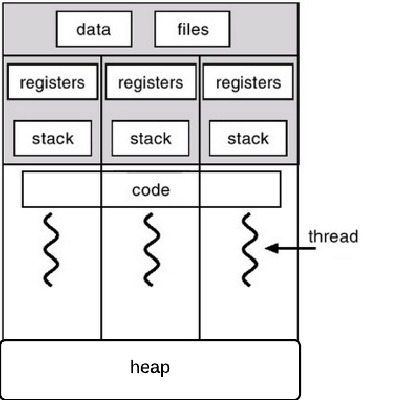 data files
registers registers registers
stack stack stack
code
thread
heap